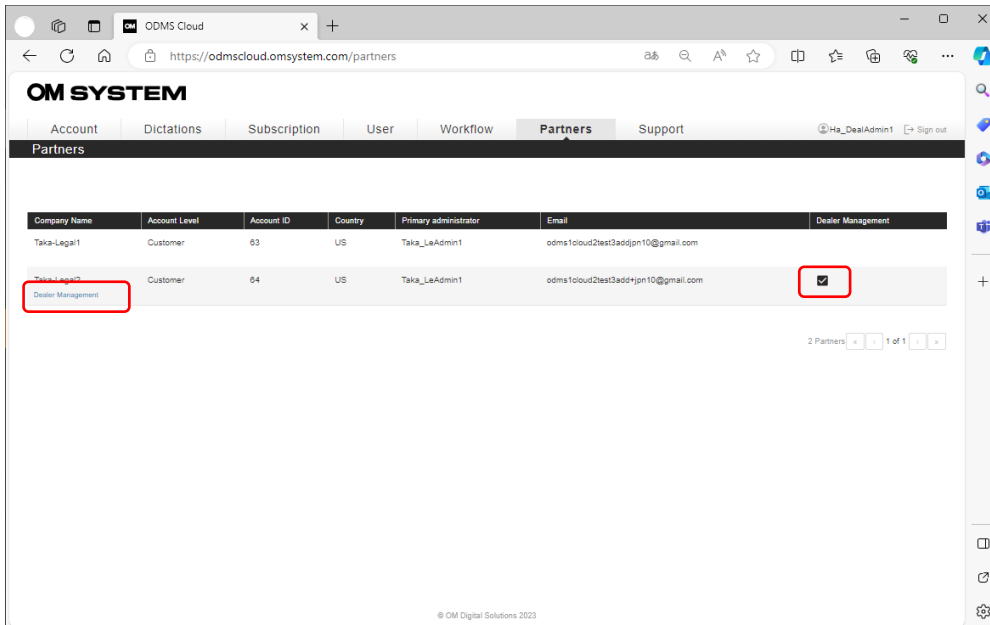 OM ODMS Cloud
https://odmscloud.omsystem.com/partners
OM SYSTEM
Account Dictations Subscription User Workflow Partners Support Ha_DealAdmin1 Sign out
Partners
Company Name Account Level Account ID Country Primary administrator Email Dealer Management
Taka-Legal1 Customer 63 US Taka_LeAdmin1 odms1cloud2test3addjpn10@gmail.com
Taka-Legal2 Customer 64 US Taka_LeAdmin1 odms1cloud2test3add+jpn10@gmail.com
Dealer Management
2 Partners « ‹ 1 of 1 › »
© OM Digital Solutions 2023